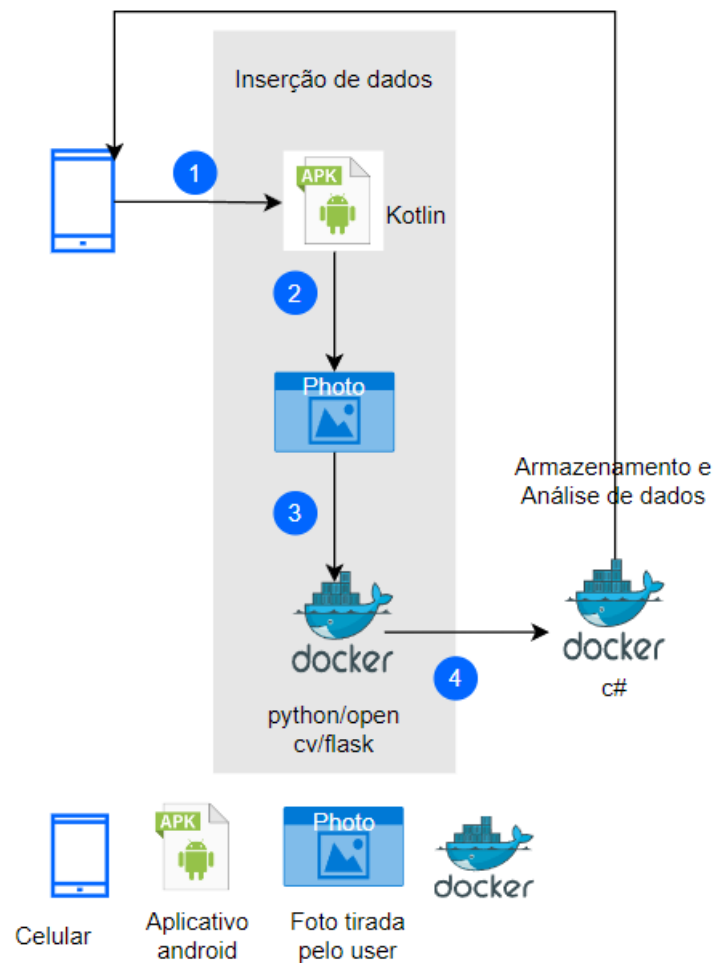 Inserção de dados
1
APK
Kotlin
2
Photo
3
Armazenamento e
Análise de dados
docker
docker
4
c#
python/open
cv/flask
APK
Photo
docker
Celular
Aplicativo
android
Foto tirada
pelo user